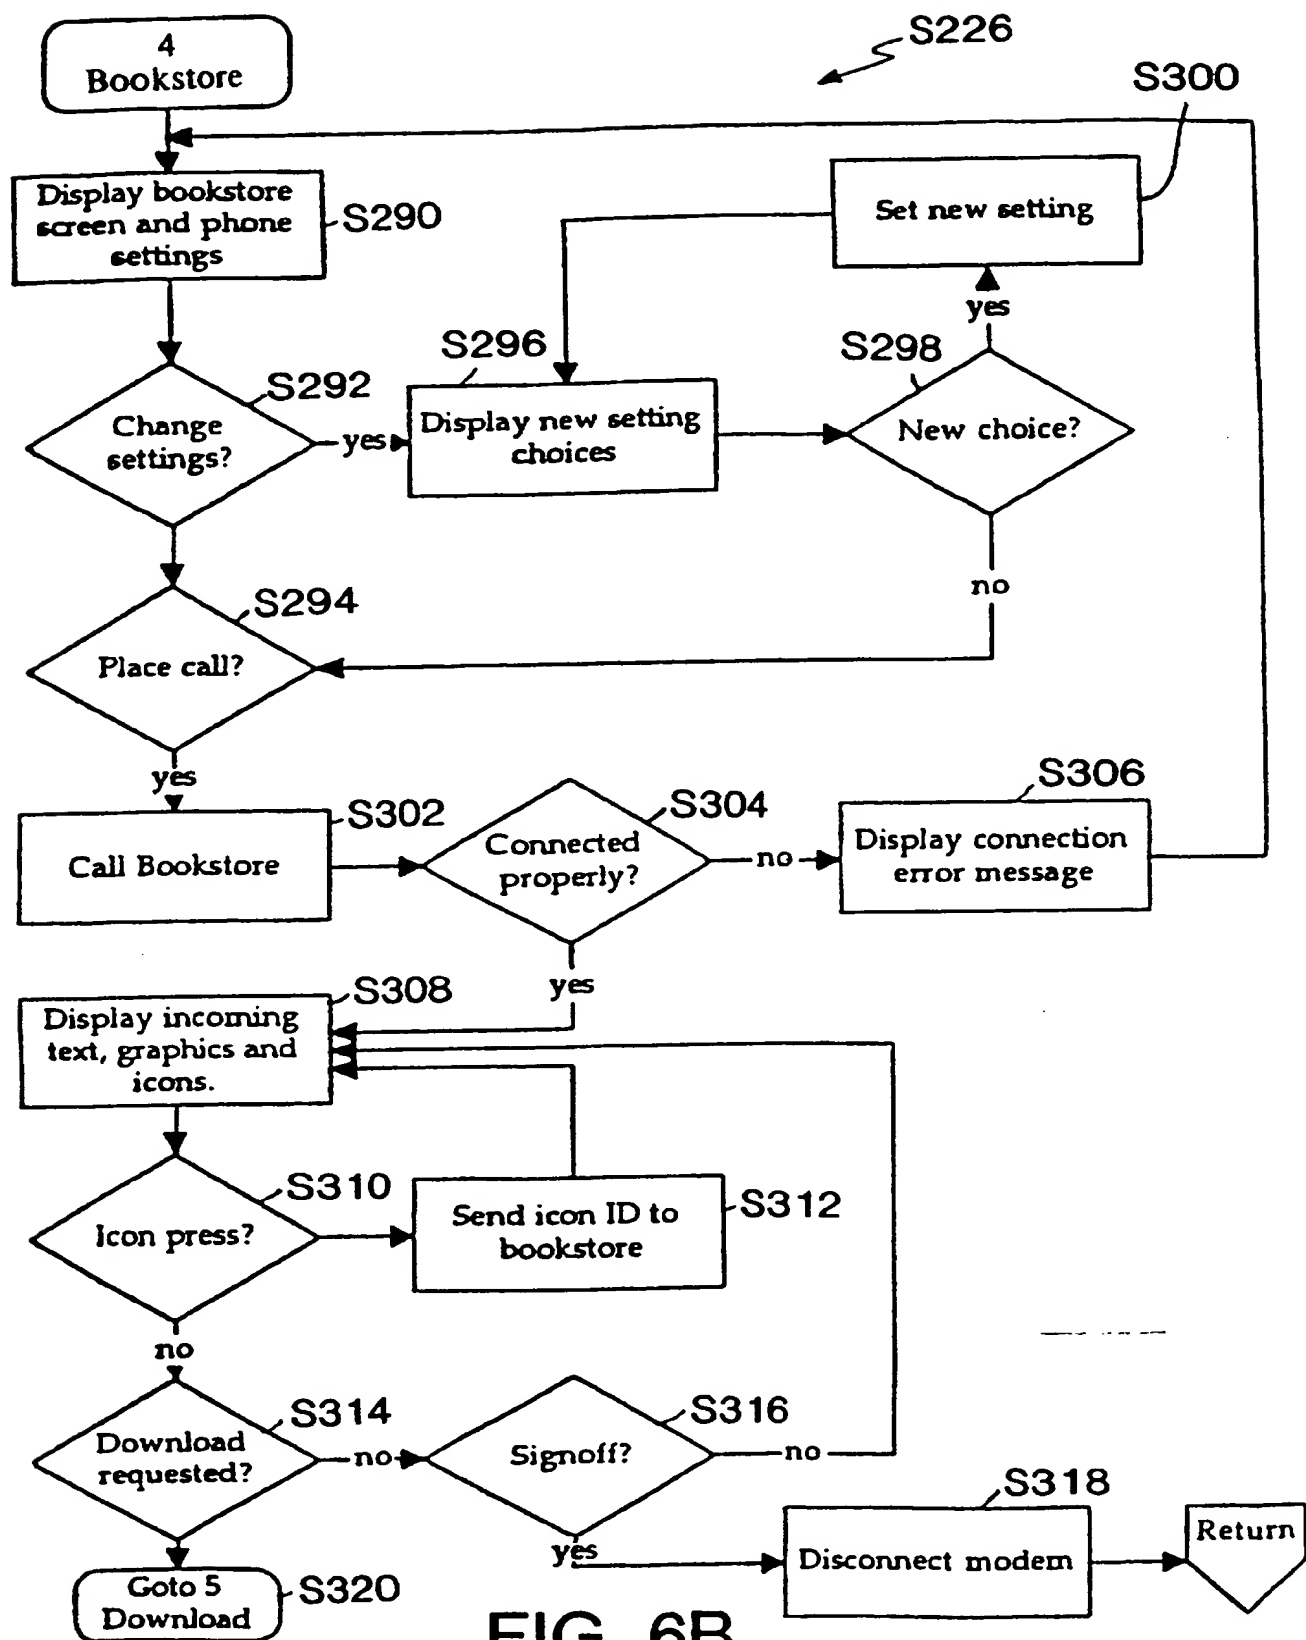 4
Bookstore
S226
S300
Display bookstore
screen and phone
settings
S290
Set new setting
yes
S296
S298
S292
Change
settings?
yes
Display new setting
choices
New choice?
no
S294
Place call?
yes
S302
Call Bookstore
S304
Connected
properly?
no
S306
Display connection
error message
yes
S308
Display incoming
text, graphics and
icons.
S310
Icon press?
Send icon ID to
bookstore
S312
no
S314
Download
requested?
no
S316
Signoff?
no
yes
S318
Disconnect modem
Return
Goto 5
Download
S320
FIG. 6B